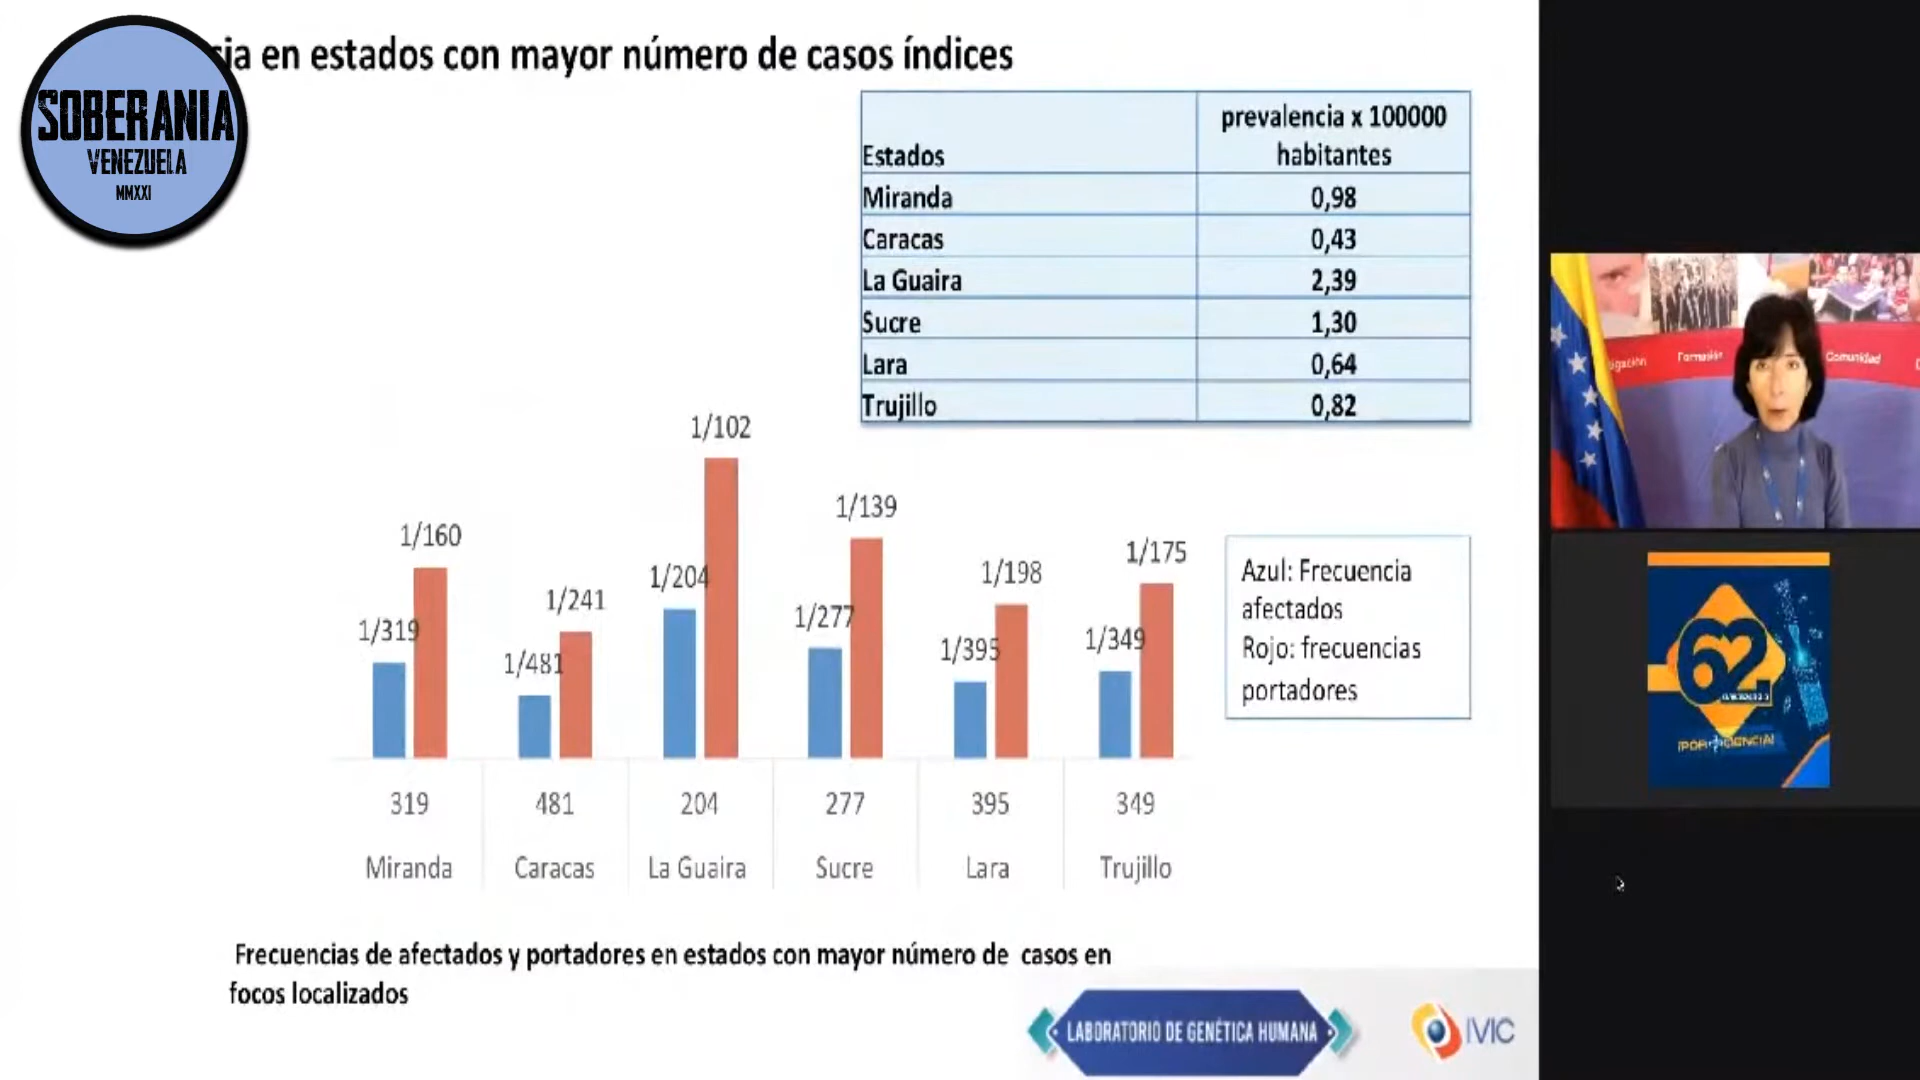 SOBERANIA
VENEZUELA
MMXXI
ia en estados con mayor número de casos índices
Estados
prevalencia x 100000
habitantes
Miranda 0,98
Caracas 0,43
La Guaira 2,39
Sucre 1,30
Lara 0,64
Trujillo 0,82
1/319
1/160
1/481
1/241
1/204
1/102
1/277
1/139
1/395
1/198
1/349
1/175
Azul: Frecuencia
afectados
Rojo: frecuencias
portadores
319 481 204 277 395 349
Miranda Caracas La Guaira Sucre Lara Trujillo
Frecuencias de afectados y portadores en estados con mayor número de casos en
focos localizados
LABORATORIO DE GENÉTICA HUMANA
IVIC
Formación
Comunidad
62